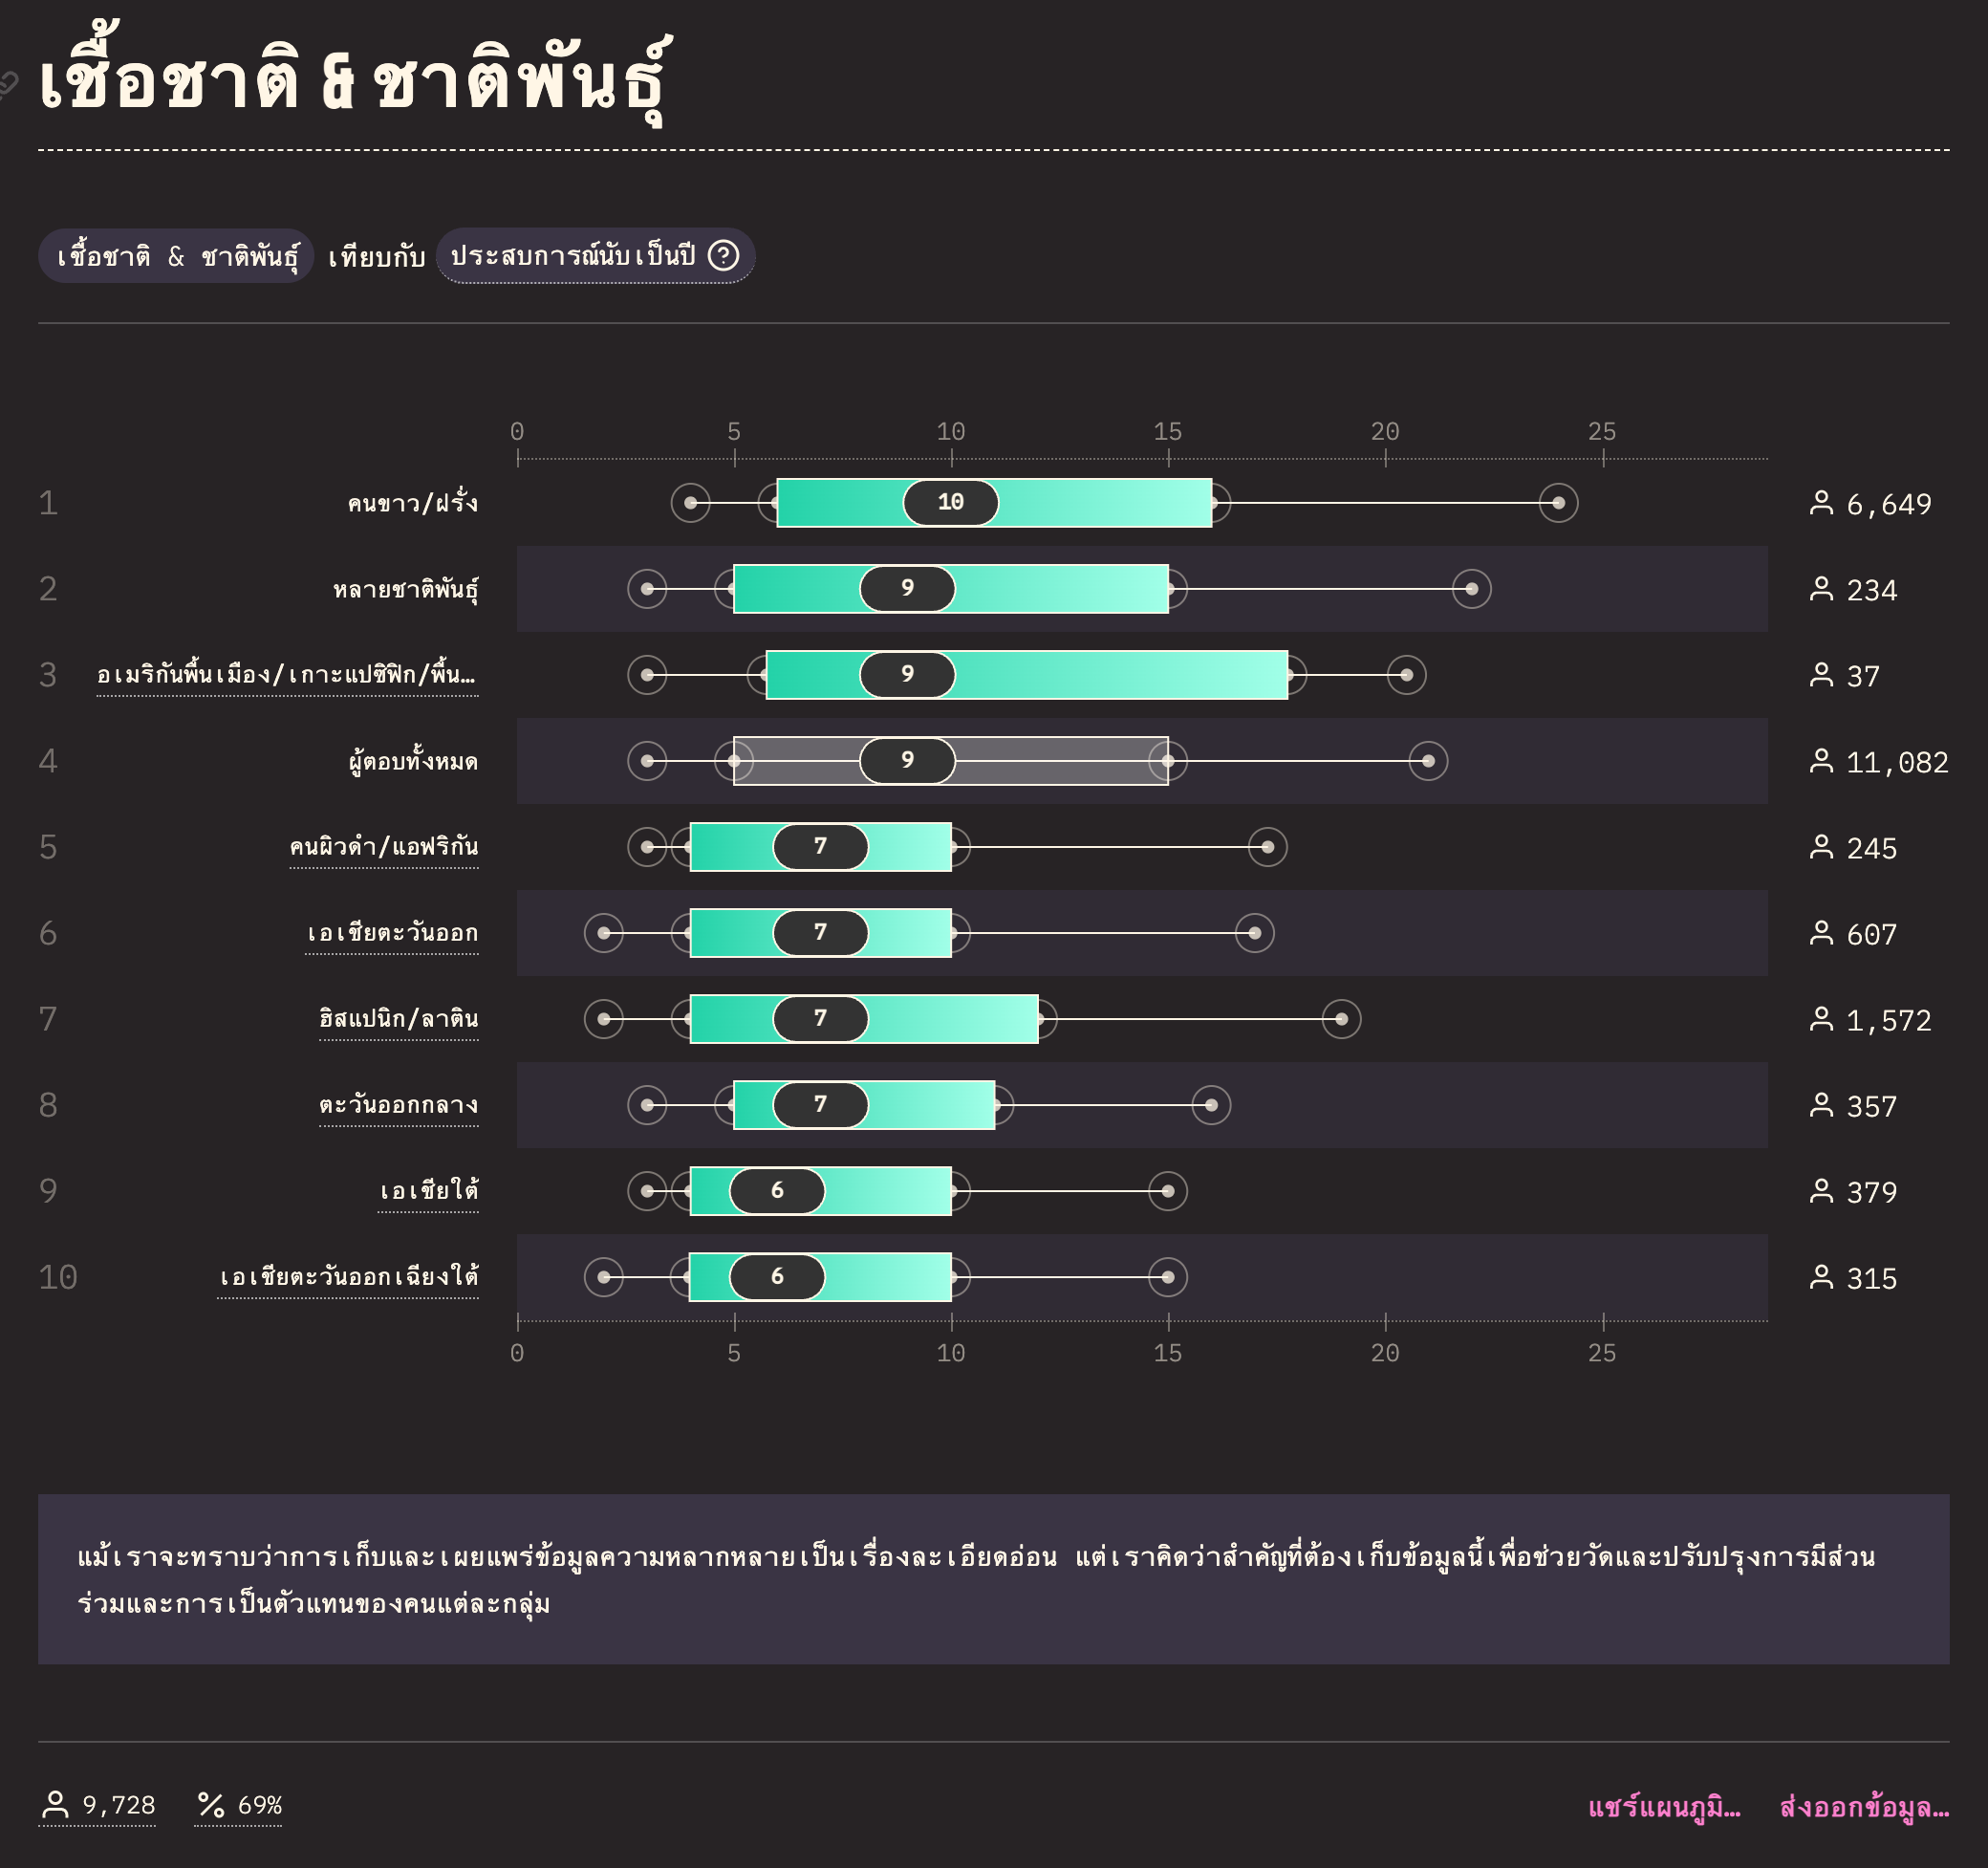 เชื้อชาติ & ชาติพันธุ์
เชื้อชาติ & ชาติพันธุ์ เทียบกับ ประสบการณ์นับเป็นปี ?
0 5 10 15 20 25
1 คนขาว/ฝรั่ง 10 6,649
2 หลายชาติพันธุ์ 9 234
3 อเมริกันพื้นเมือง/เกาะแปซิฟิก/พื้น… 9 37
4 ผู้ตอบทั้งหมด 9 11,082
5 คนผิวดำ/แอฟริกัน 7 245
6 เอเชียตะวันออก 7 607
7 ฮิสแปนิก/ลาติน 7 1,572
8 ตะวันออกกลาง 7 357
9 เอเชียใต้ 6 379
10 เอเชียตะวันออกเฉียงใต้ 6 315
0 5 10 15 20 25
แม้เราจะทราบว่าการเก็บและเผยแพร่ข้อมูลความหลากหลายเป็นเรื่องละเอียดอ่อน แต่เราคิดว่าสำคัญที่ต้องเก็บข้อมูลนี้เพื่อช่วยวัดและปรับปรุงการมีส่วน
ร่วมและการเป็นตัวแทนของคนแต่ละกลุ่ม
9,728 69% แชร์แผนภูมิ… ส่งออกข้อมูล…